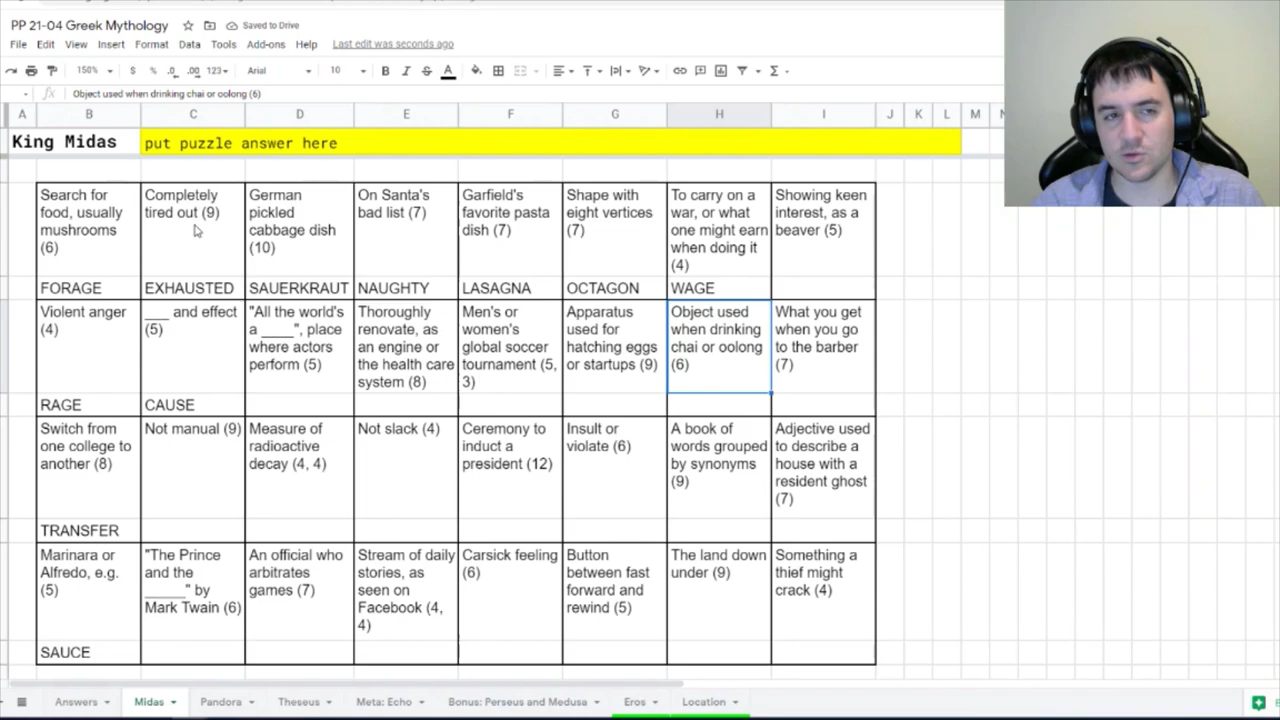 PP 21-04 Greek Mythology
Saved to Drive
File Edit View Insert Format Data Tools Add-ons Help Last edit was seconds ago
150% $ % .0 .00 123 Arial 10 B I S A
fx Object used when drinking chai or oolong (6)
A B C D E F G H I J K L M N
King Midas put puzzle answer here
Search for
food, usually
mushrooms
(6)
Completely
tired out (9)
German
pickled
cabbage dish
(10)
On Santa's
bad list (7)
Garfield's
favorite pasta
dish (7)
Shape with
eight vertices
(7)
To carry on a
war, or what
one might earn
when doing it
(4)
Showing keen
interest, as a
beaver (5)
FORAGE EXHAUSTED SAUERKRAUT NAUGHTY LASAGNA OCTAGON WAGE
Violent anger
(4)
___ and effect
(5)
"All the world's
a ____", place
where actors
perform (5)
Thoroughly
renovate, as
an engine or
the health care
system (8)
Men's or
women's
global soccer
tournament (5,
3)
Apparatus
used for
hatching eggs
or startups (9)
Object used
when drinking
chai or oolong
(6)
What you get
when you go
to the barber
(7)
RAGE CAUSE
Switch from
one college to
another (8)
Not manual (9)
Measure of
radioactive
decay (4, 4)
Not slack (4)
Ceremony to
induct a
president (12)
Insult or
violate (6)
A book of
words grouped
by synonyms
(9)
Adjective used
to describe a
house with a
resident ghost
(7)
TRANSFER
Marinara or
Alfredo, e.g.
(5)
"The Prince
and the
_____" by
Mark Twain (6)
An official who
arbitrates
games (7)
Stream of daily
stories, as
seen on
Facebook (4,
4)
Carsick feeling
(6)
Button
between fast
forward and
rewind (5)
The land down
under (9)
Something a
thief might
crack (4)
SAUCE
Answers Midas Pandora Theseus Meta: Echo Bonus: Perseus and Medusa Eros Location